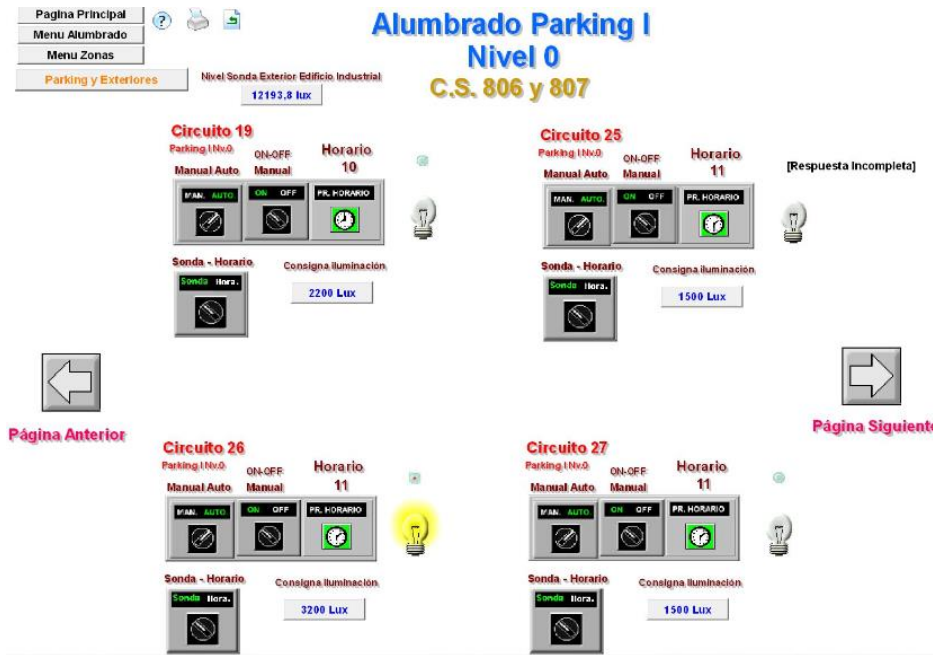 Pagina Principal
Menu Alumbrado
Menu Zonas
Parking y Exteriores
Alumbrado Parking I
Nivel 0
C.S. 806 y 807
Nivel Sonda Exterior Edificio Industrial
12193,8 lux
Circuito 19
Parking I Nv.0
Manual Auto
ON-OFF
Manual
Horario
10
MAN. AUTO
ON OFF
PR. HORARIO
Sonda - Horario
Sonda Hora.
Consigna iluminación
2200 Lux
Circuito 25
Parking I Nv.0
Manual Auto
ON-OFF
Manual
Horario
11
MAN. AUTO.
ON OFF
PR. HORARIO
[Respuesta Incompleta]
Sonda - Horario
Sonda Hora.
Consigna iluminación
1500 Lux
Página Anterior
Página Siguiente
Circuito 26
Parking I Nv.0
Manual Auto
ON-OFF
Manual
Horario
11
MAN. AUTO.
ON OFF
PR. HORARIO
Sonda - Horario
Sonda Hora.
Consigna iluminación
3200 Lux
Circuito 27
Parking I Nv.0
Manual Auto
ON-OFF
Manual
Horario
11
MAN. AUTO.
ON OFF
PR. HORARIO
Sonda - Horario
Sonda Hora.
Consigna iluminación
1500 Lux